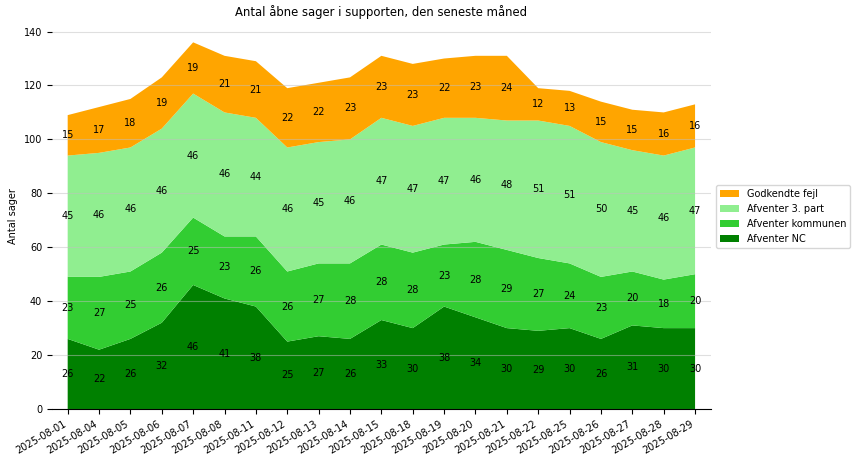 Antal åbne sager i supporten, den seneste måned
140
120
100
80
60
40
20
0
Antal sager
15 17 18 19 19 21 21 22 22 23 23 23 22 23 24 12 13 15 15 16 16
45 46 46 46 46 46 44 46 45 46 47 47 47 46 48 51 51 50 45 46 47
23 27 25 26 25 23 26 26 27 28 28 28 23 28 29 27 24 23 20 18 20
26 22 26 32 46 41 38 25 27 26 33 30 38 34 30 29 30 26 31 30 30
2025-08-01 2025-08-04 2025-08-05 2025-08-06 2025-08-07 2025-08-08 2025-08-11 2025-08-12 2025-08-13 2025-08-14 2025-08-15 2025-08-18 2025-08-19 2025-08-20 2025-08-21 2025-08-22 2025-08-25 2025-08-26 2025-08-27 2025-08-28 2025-08-29
Godkendte fejl
Afventer 3. part
Afventer kommunen
Afventer NC